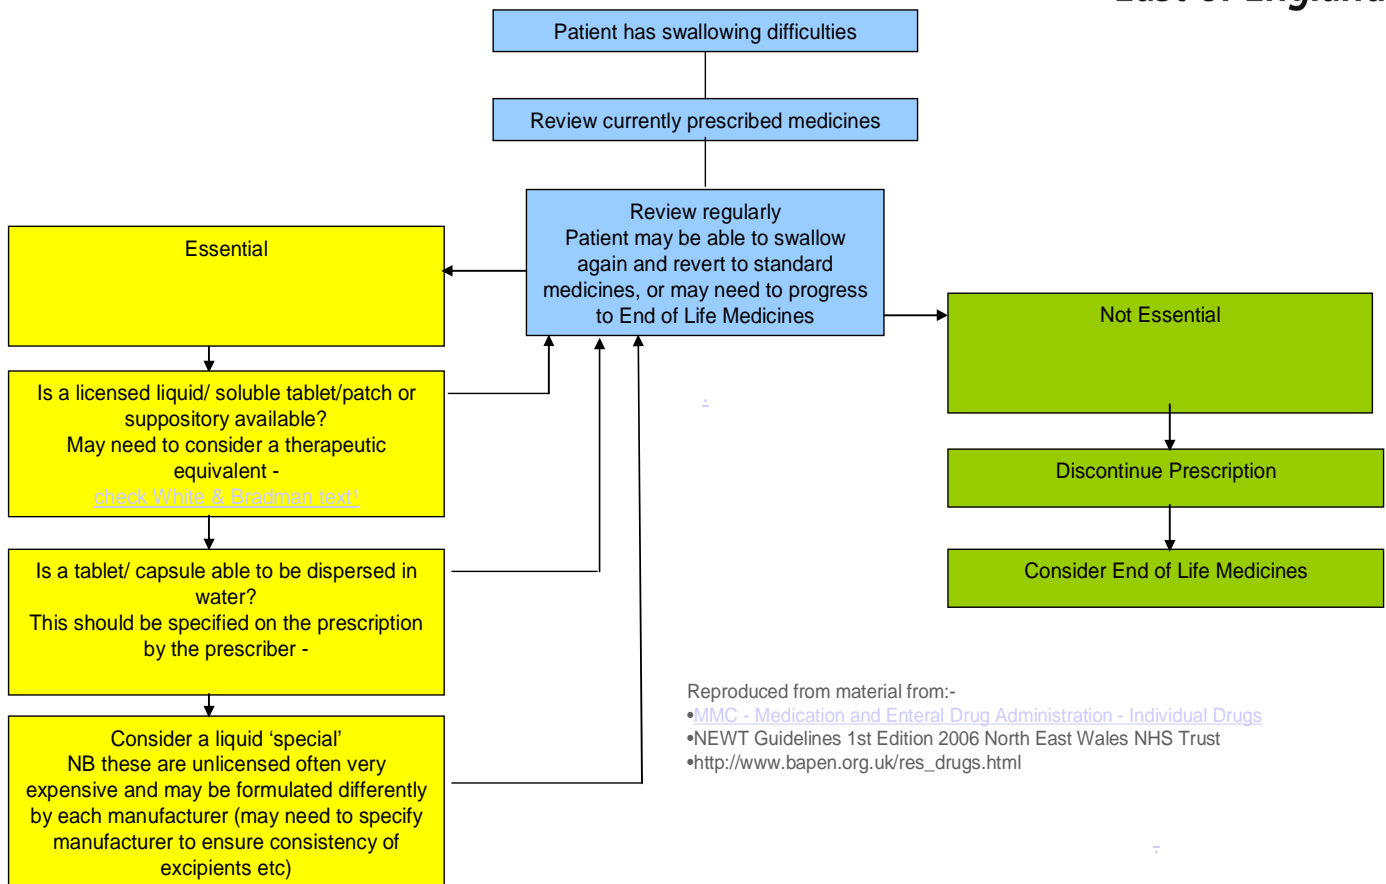 East of England
Patient has swallowing difficulties
Review currently prescribed medicines
Review regularly
Patient may be able to swallow
again and revert to standard
medicines, or may need to progress
to End of Life Medicines
Essential
Is a licensed liquid/ soluble tablet/patch or
suppository available?
May need to consider a therapeutic
equivalent -
check White & Bradman text¹
Is a tablet/ capsule able to be dispersed in
water?
This should be specified on the prescription
by the prescriber -
Consider a liquid ‘special’
NB these are unlicensed often very
expensive and may be formulated differently
by each manufacturer (may need to specify
manufacturer to ensure consistency of
excipients etc)
Not Essential
Discontinue Prescription
Consider End of Life Medicines
.
Reproduced from material from:-
•MMC - Medication and Enteral Drug Administration - Individual Drugs
•NEWT Guidelines 1st Edition 2006 North East Wales NHS Trust
•http://www.bapen.org.uk/res_drugs.html
.